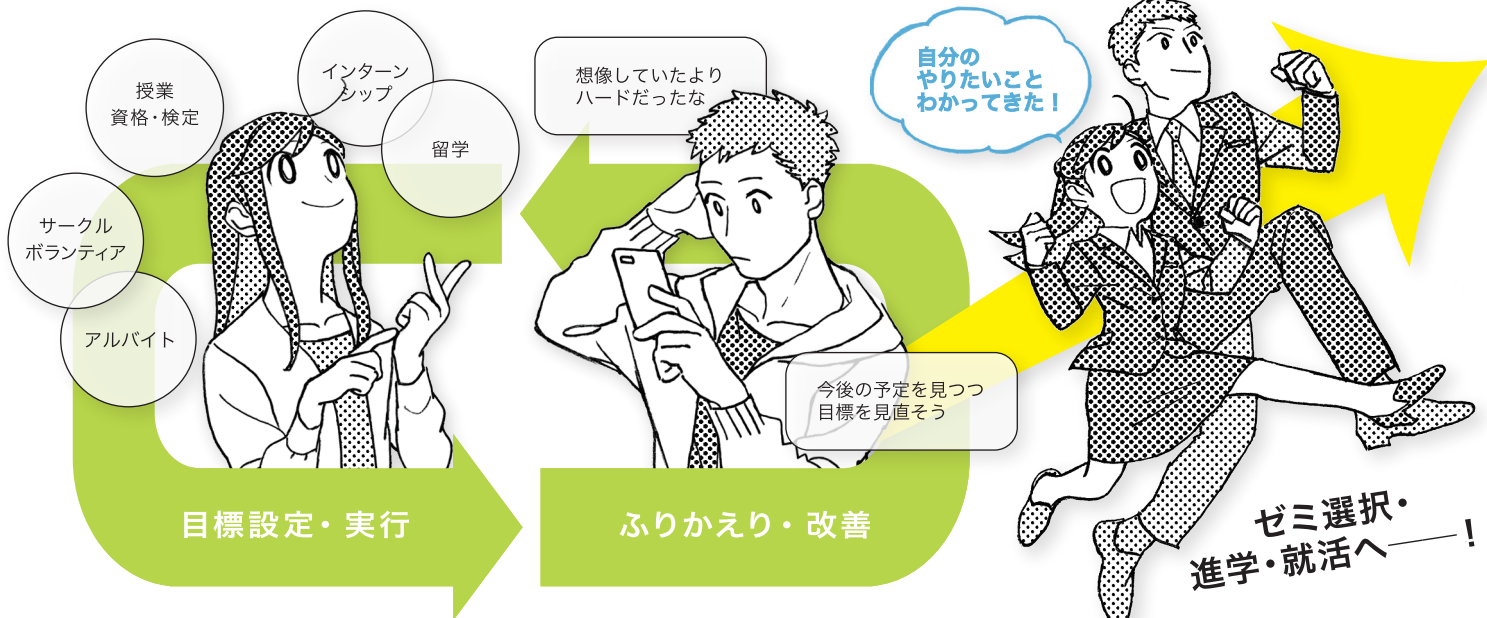 授業
資格・検定
インターン
シップ
留学
サークル
ボランティア
アルバイト
目標設定・実行
想像していたより
ハードだったな
今後の予定を見つつ
目標を見直そう
ふりかえり・改善
自分の
やりたいこと
わかってきた！
ゼミ選択・
進学・就活へ――！